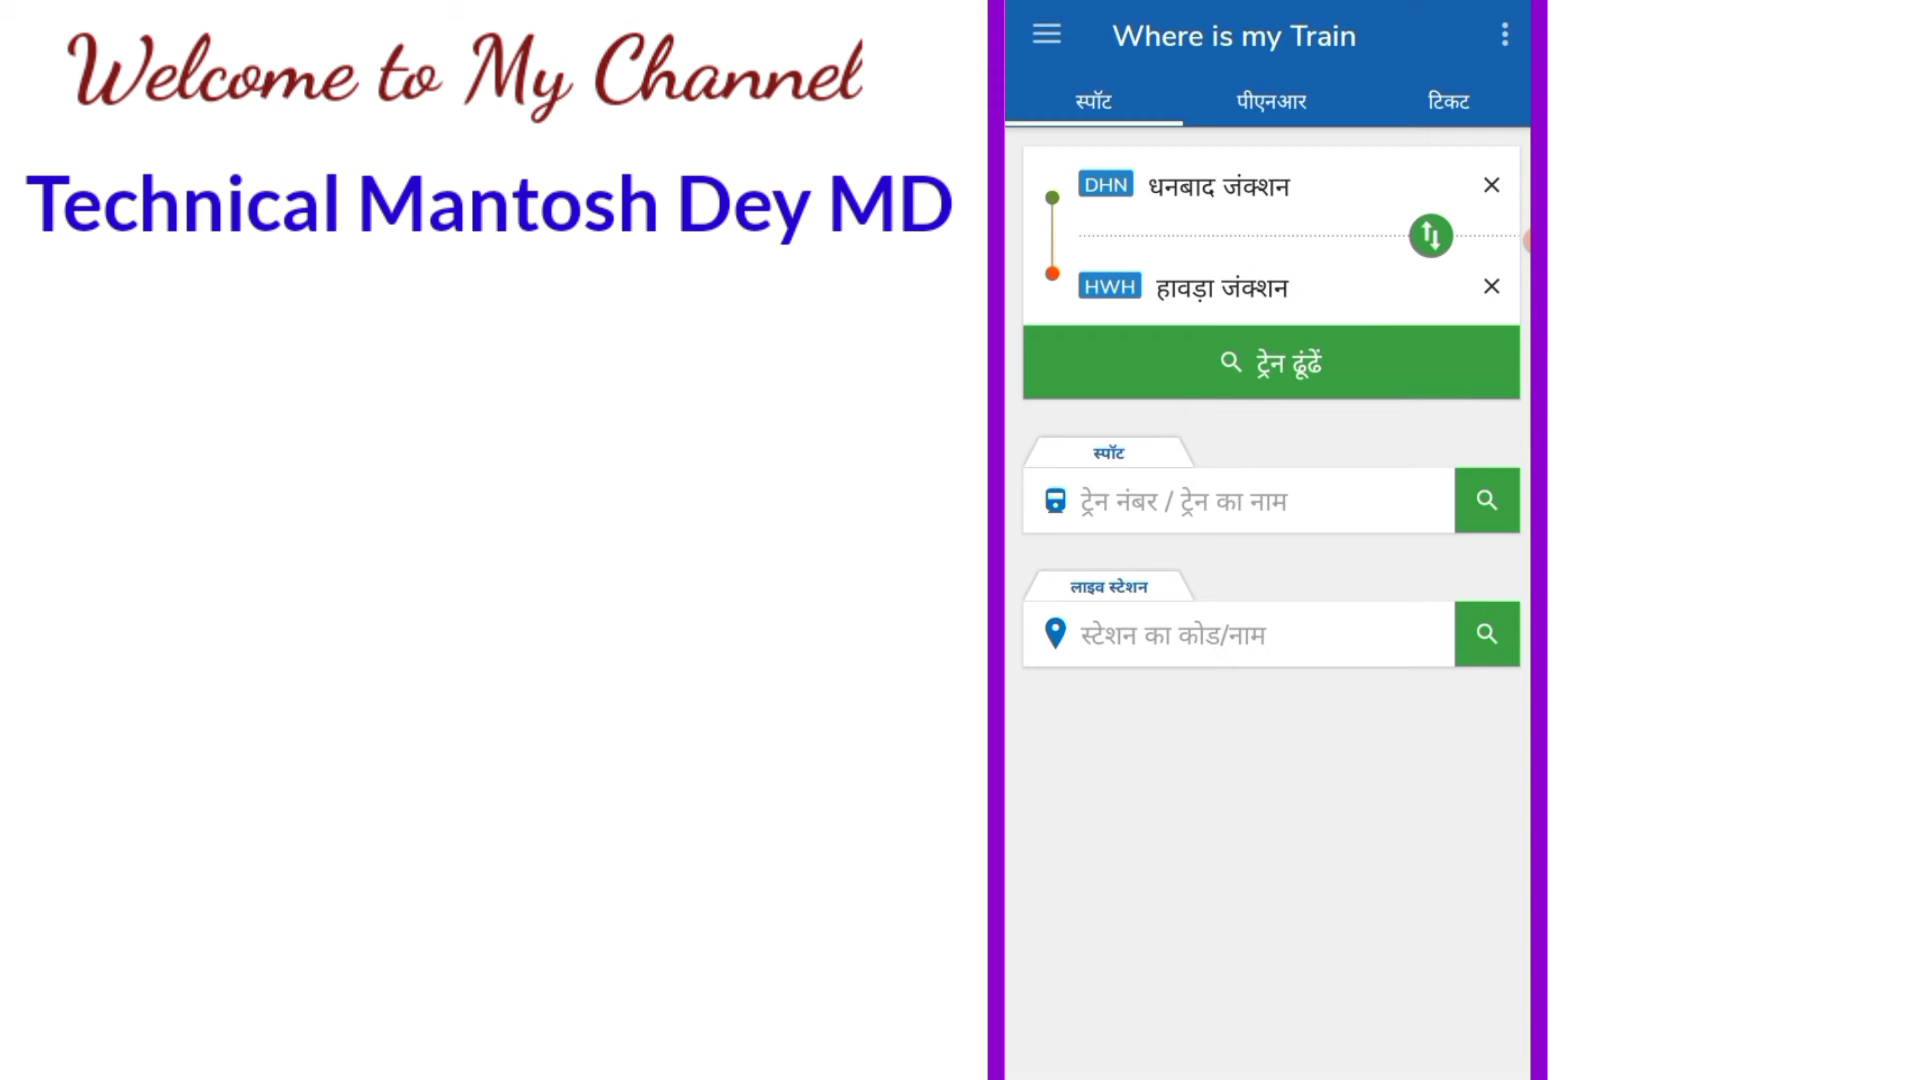 Welcome to My Channel
Technical Mantosh Dey MD
Where is my Train
स्पॉट पीएनआर टिकट
DHN धनबाद जंक्शन
HWH हावड़ा जंक्शन
ट्रेन ढूंढें
स्पॉट
ट्रेन नंबर / ट्रेन का नाम
लाइव स्टेशन
स्टेशन का कोड/नाम